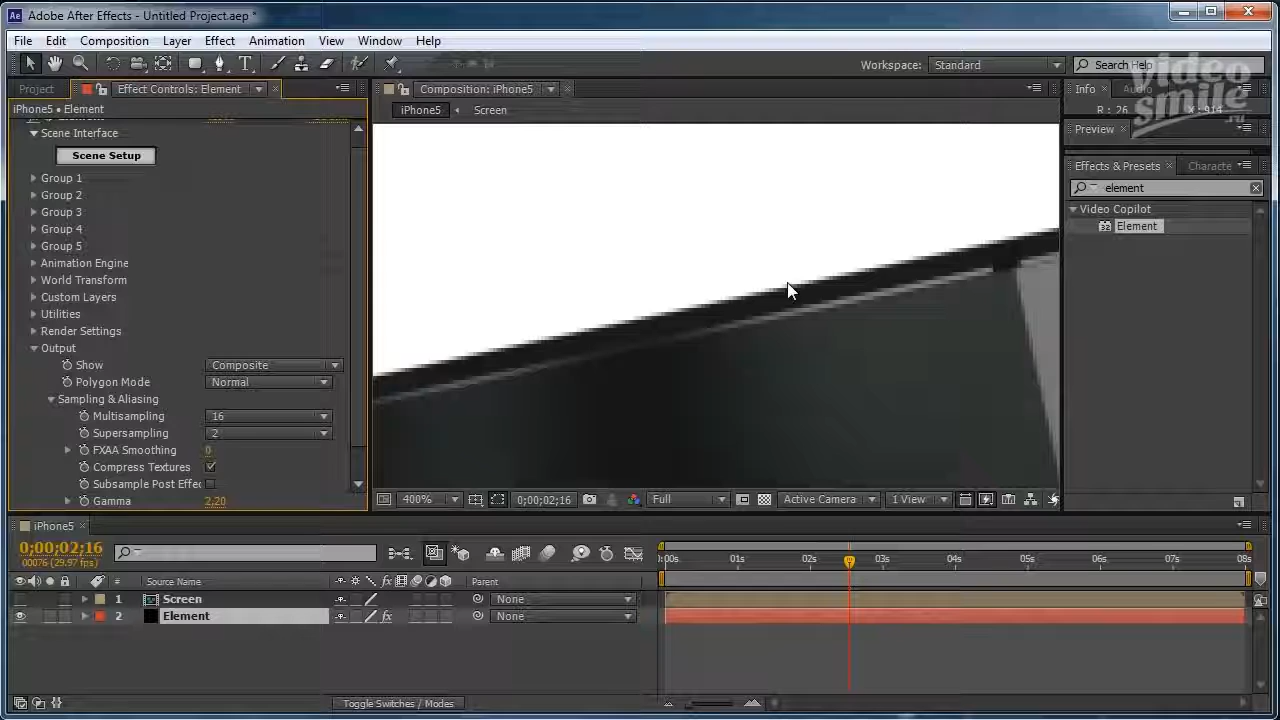 Adobe After Effects - Untitled Project.aep *
File Edit Composition Layer Effect Animation View Window Help
Workspace: Standard Search Help
Project Effect Controls: Element Composition: iPhone5 Info Audio
iPhone5 • Element iPhone5 Screen
Scene Interface
Scene Setup
Group 1
Group 2
Group 3
Group 4
Group 5
Animation Engine
World Transform
Custom Layers
Utilities
Render Settings
Output
Show Composite
Polygon Mode Normal
Sampling & Aliasing
Multisampling 16
Supersampling 2
FXAA Smoothing 0
Compress Textures
Subsample Post Effec
Gamma 2,20
400% 0;00;02;16 Full Active Camera 1 View
video
smile
.ru
Preview
Effects & Presets Characte
element
Video Copilot
Element
iPhone5
0;00;02;16
00076 (29.97 fps)
# Source Name fx Parent
1 Screen None
2 Element fx None
:00s 01s 02s 03s 04s 05s 06s 07s 08s
Toggle Switches / Modes